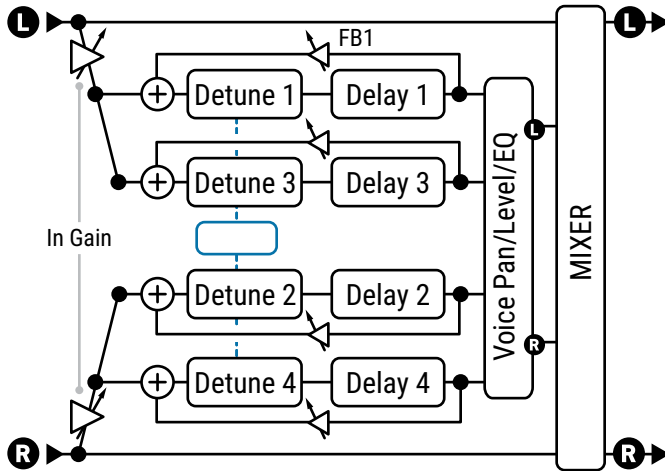 L
L
FB1
Detune 1
Delay 1
L
Detune 3
Delay 3
In Gain
Voice Pan/Level/EQ
MIXER
Detune 2
Delay 2
R
Detune 4
Delay 4
R
R